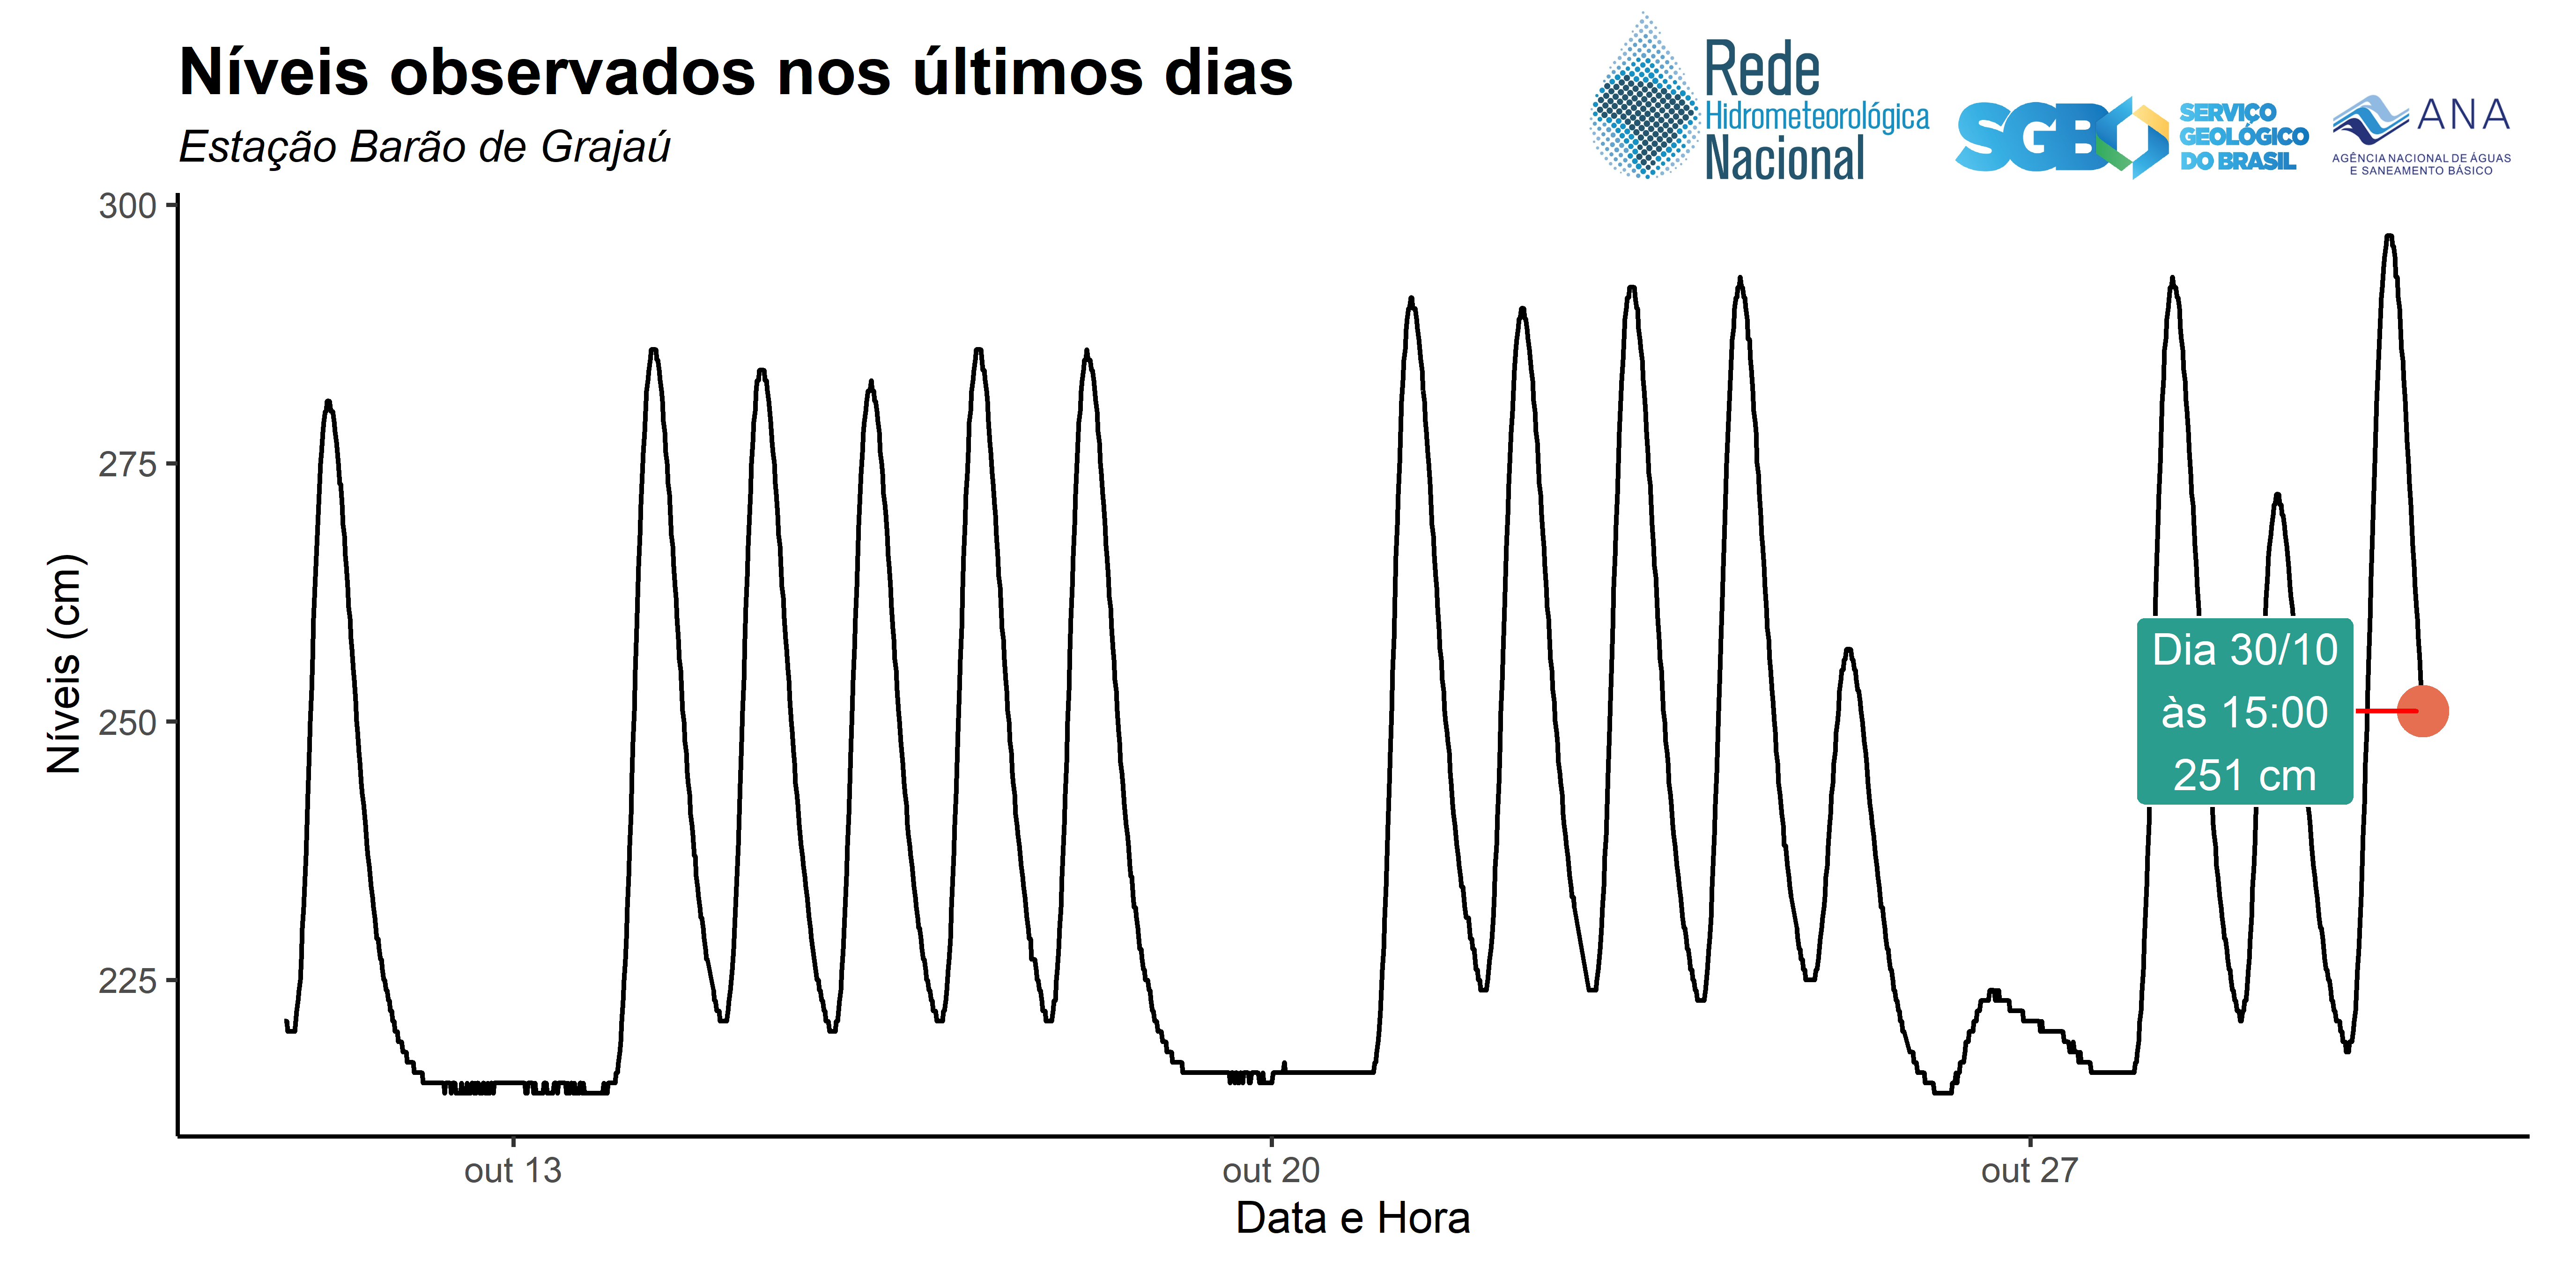 Níveis observados nos últimos dias
Estação Barão de Grajaú
Rede
Hidrometeorológica
Nacional
SGB
SERVIÇO
GEOLÓGICO
DO BRASIL
ANA
AGÊNCIA NACIONAL DE ÁGUAS
E SANEAMENTO BÁSICO
300
275
250
225
Níveis (cm)
Dia 30/10
às 15:00
251 cm
out 13
out 20
out 27
Data e Hora